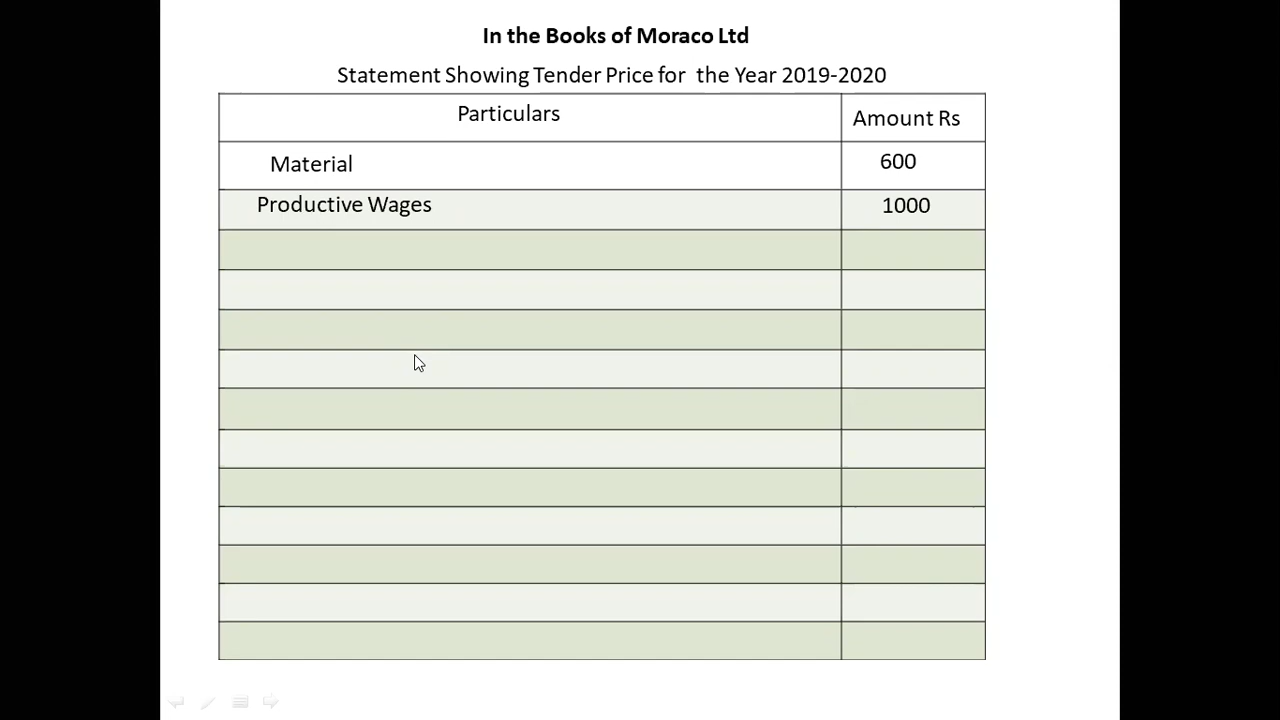 In the Books of Moraco Ltd
Statement Showing Tender Price for the Year 2019-2020
Particulars Amount Rs
Material 600
Productive Wages 1000